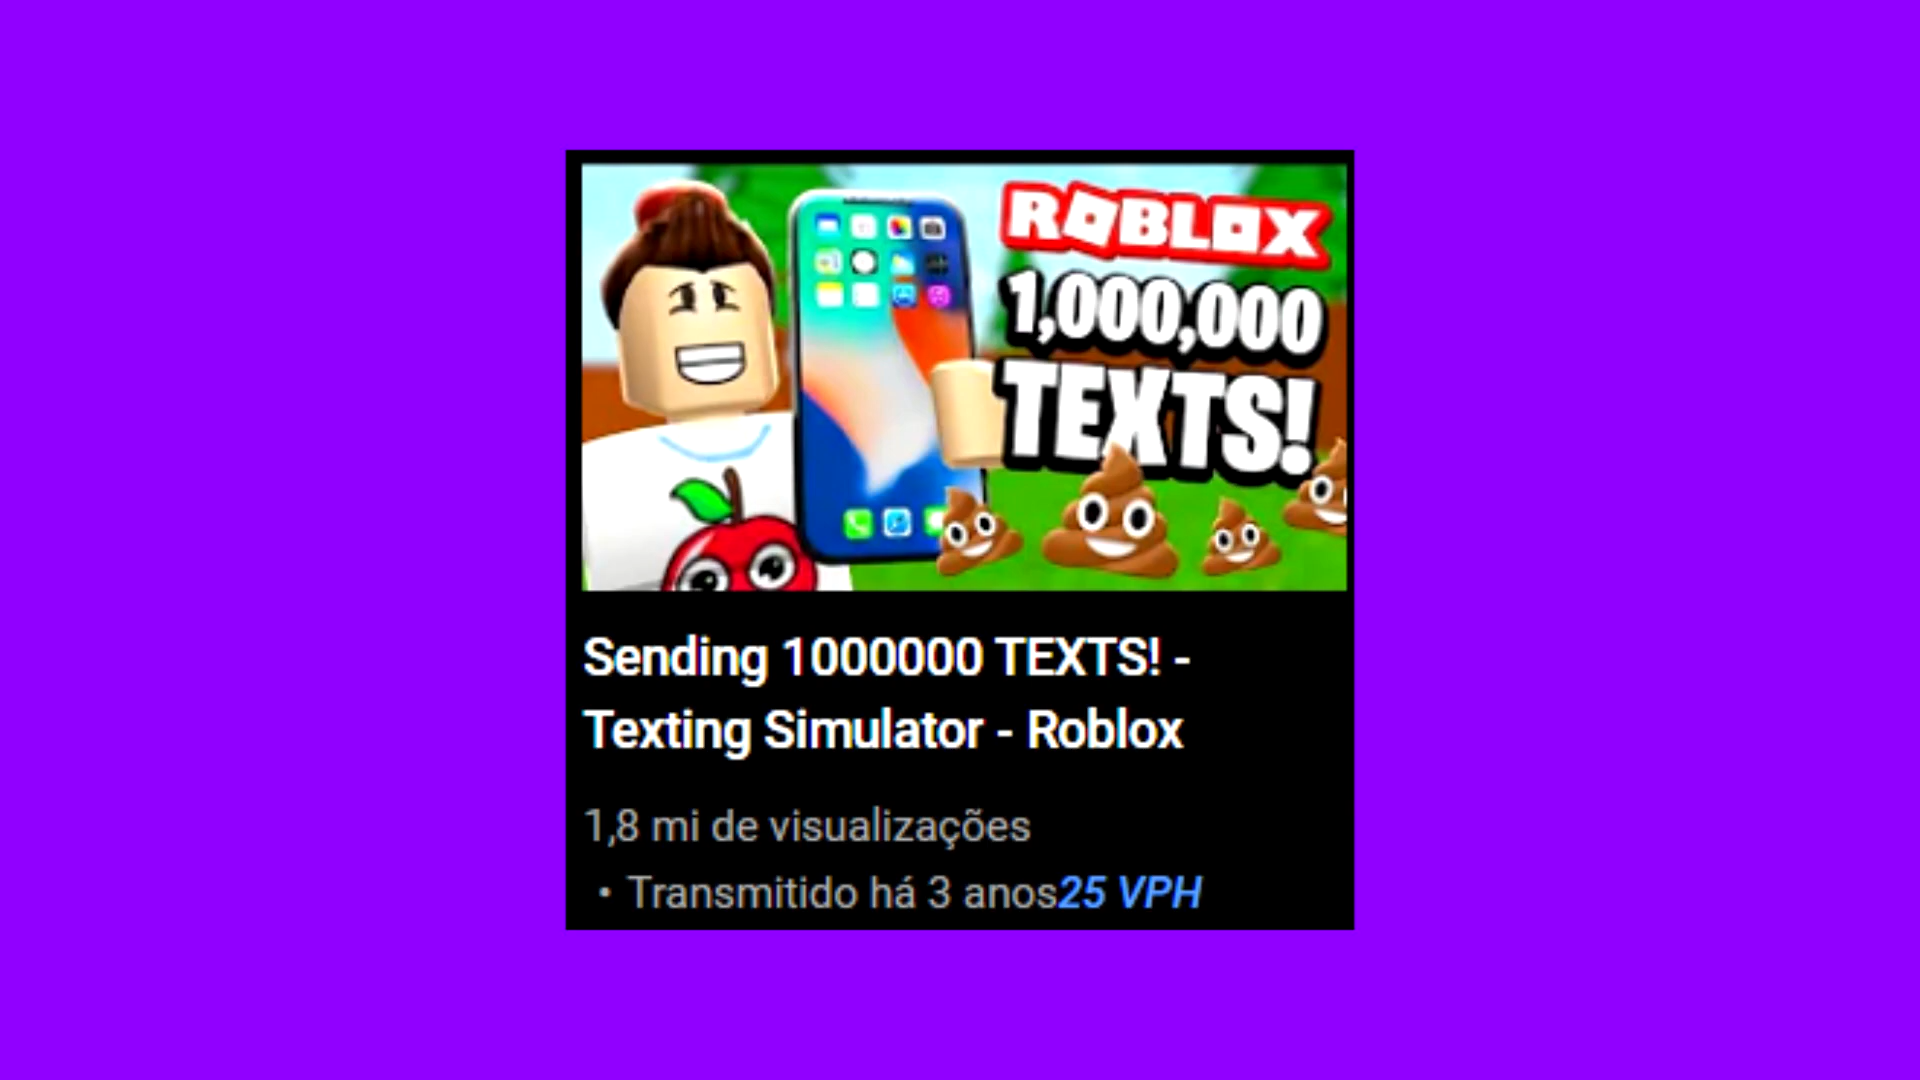 ROBLOX
1,000,000
TEXTS!
Sending 1000000 TEXTS! -
Texting Simulator - Roblox
1,8 mi de visualizações
• Transmitido há 3 anos25 VPH